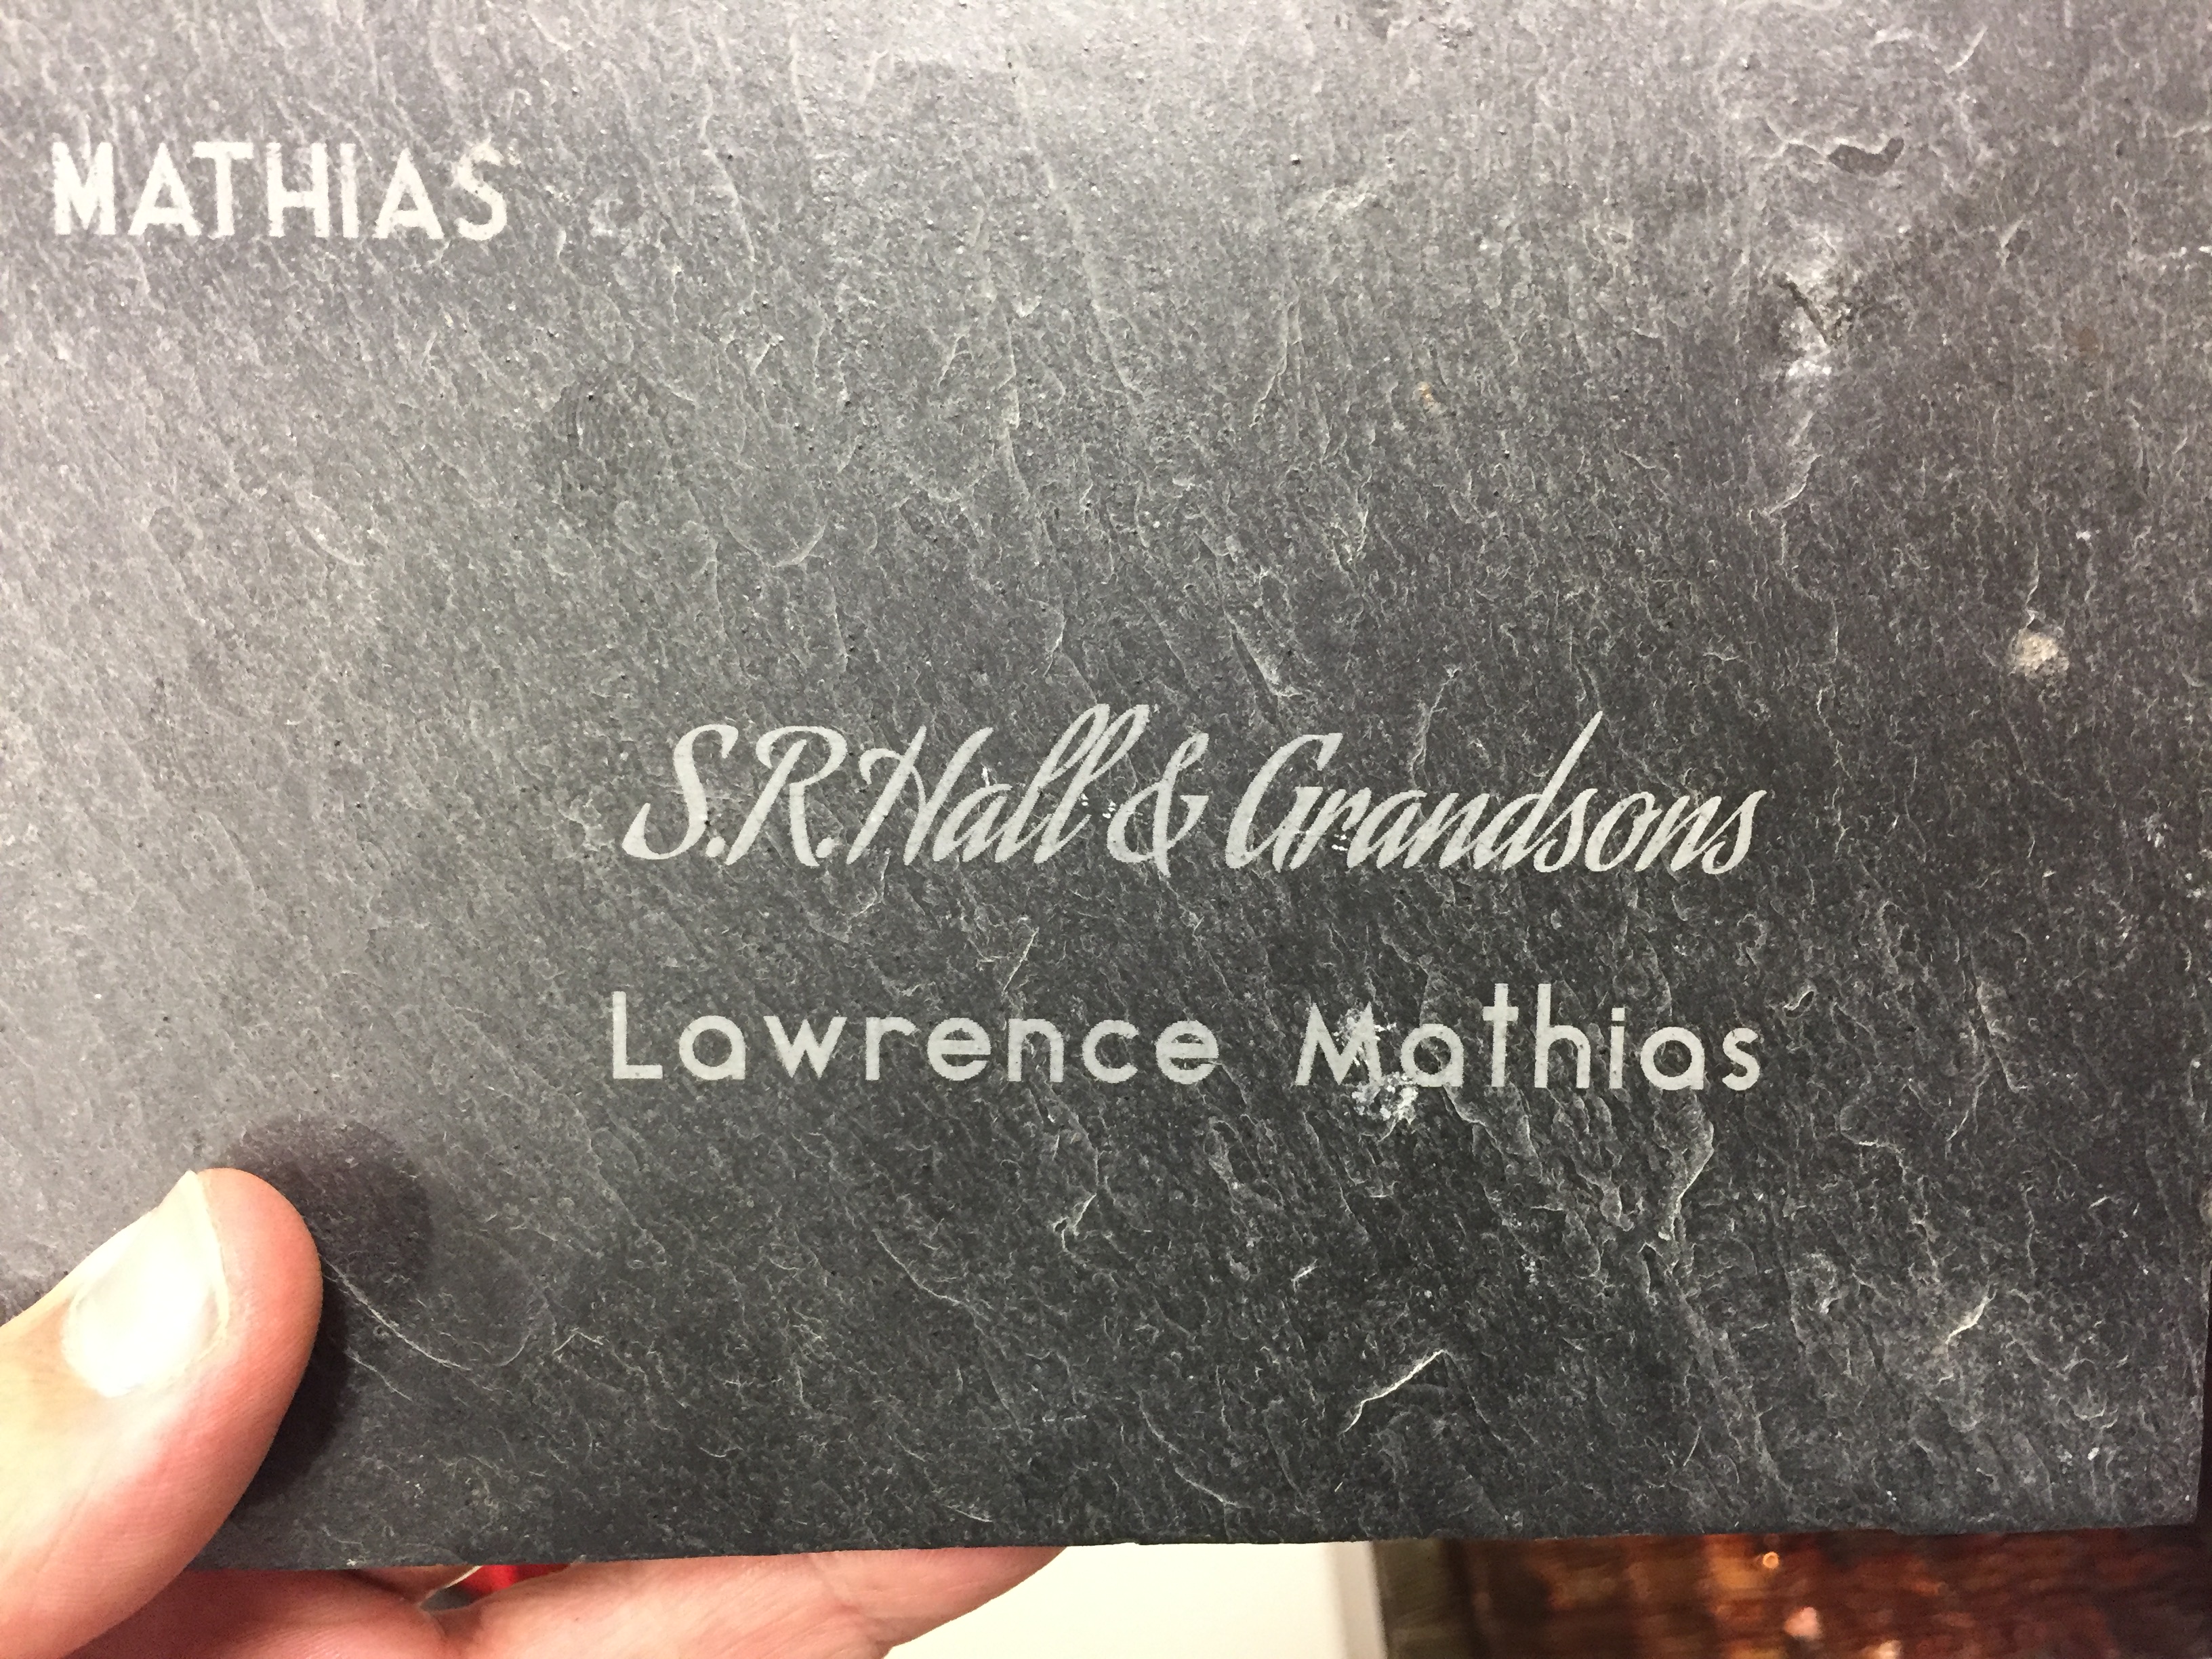 MATHIAS
S.R.Hall & Grandsons
Lawrence Mathias